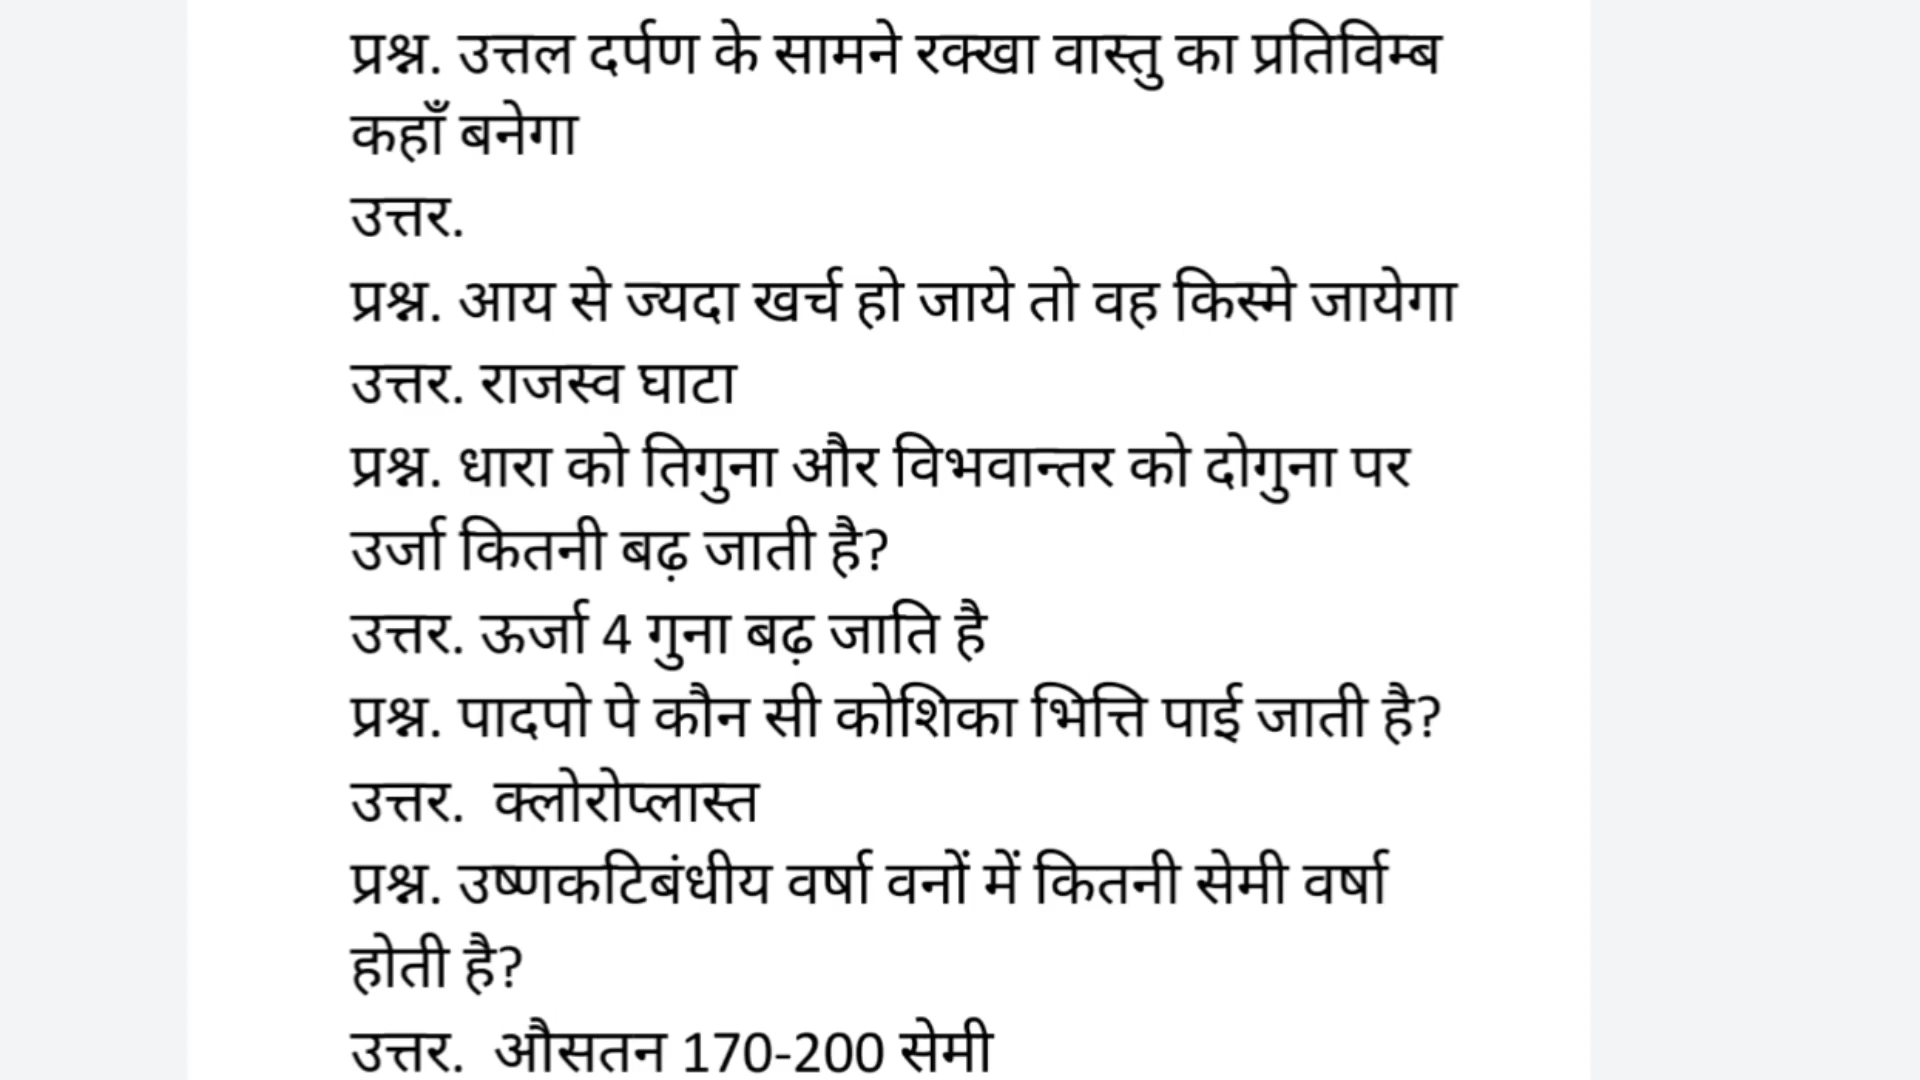 प्रश्न. उत्तल दर्पण के सामने रक्खा वास्तु का प्रतिविम्ब
कहाँ बनेगा
उत्तर.
प्रश्न. आय से ज्यदा खर्च हो जाये तो वह किस्मे जायेगा
उत्तर. राजस्व घाटा
प्रश्न. धारा को तिगुना और विभवान्तर को दोगुना पर
उर्जा कितनी बढ़ जाती है?
उत्तर. ऊर्जा 4 गुना बढ़ जाति है
प्रश्न. पादपो पे कौन सी कोशिका भित्ति पाई जाती है?
उत्तर. क्लोरोप्लास्त
प्रश्न. उष्णकटिबंधीय वर्षा वनों में कितनी सेमी वर्षा
होती है?
उत्तर. औसतन 170-200 सेमी